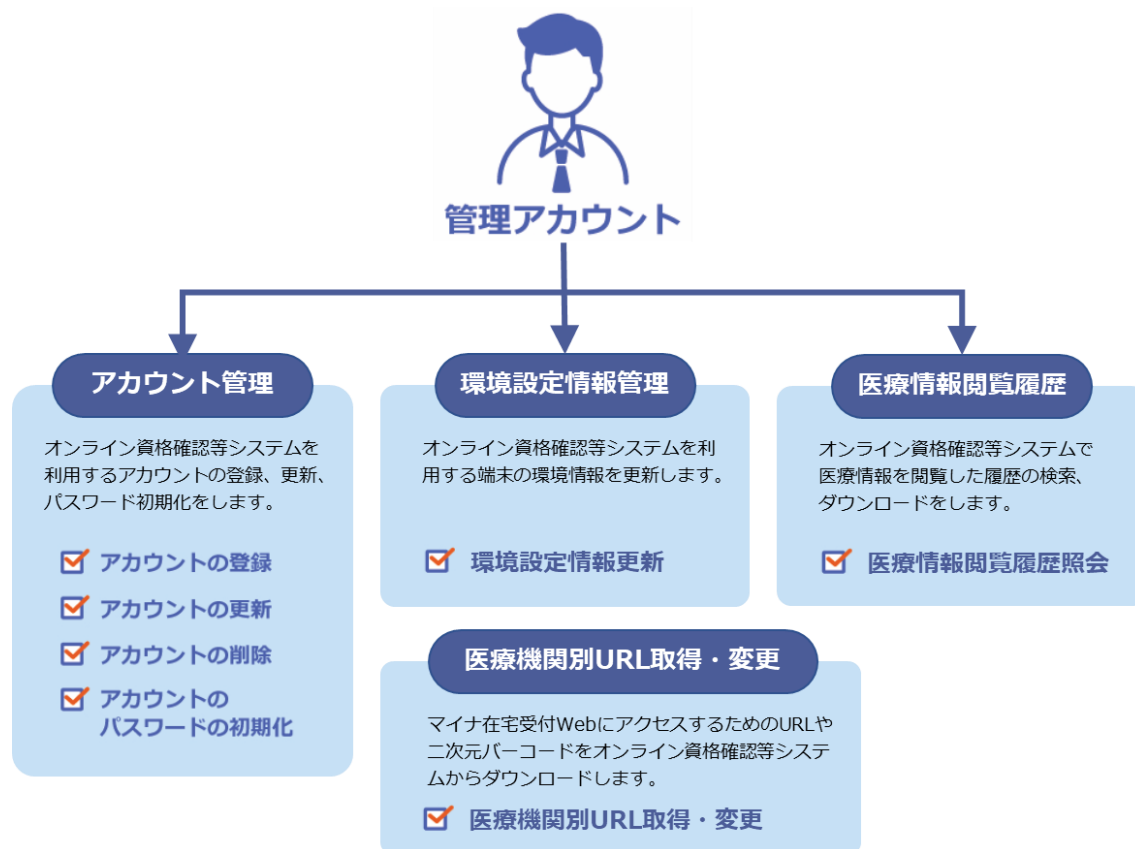 管理アカウント
アカウント管理
オンライン資格確認等システムを
利用するアカウントの登録、更新、
パスワード初期化をします。
アカウントの登録
アカウントの更新
アカウントの削除
アカウントの
パスワードの初期化
環境設定情報管理
オンライン資格確認等システムを利
用する端末の環境情報を更新します。
環境設定情報更新
医療情報閲覧履歴
オンライン資格確認等システムで
医療情報を閲覧した履歴の検索、
ダウンロードをします。
医療情報閲覧履歴照会
医療機関別URL取得・変更
マイナ在宅受付WebにアクセスするためのURLや
二次元バーコードをオンライン資格確認等システ
ムからダウンロードします。
医療機関別URL取得・変更